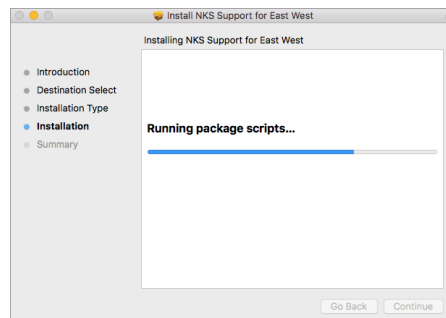 Install NKS Support for East West
Installing NKS Support for East West
Introduction
Destination Select
Installation Type
Installation
Summary
Running package scripts...
Go Back
Continue